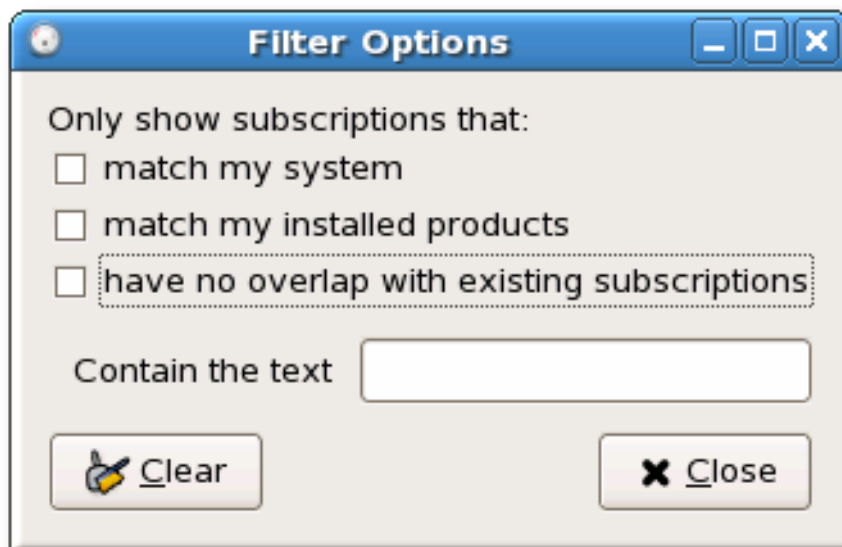 Filter Options
Only show subscriptions that:
match my system
match my installed products
have no overlap with existing subscriptions
Contain the text
Clear
Close